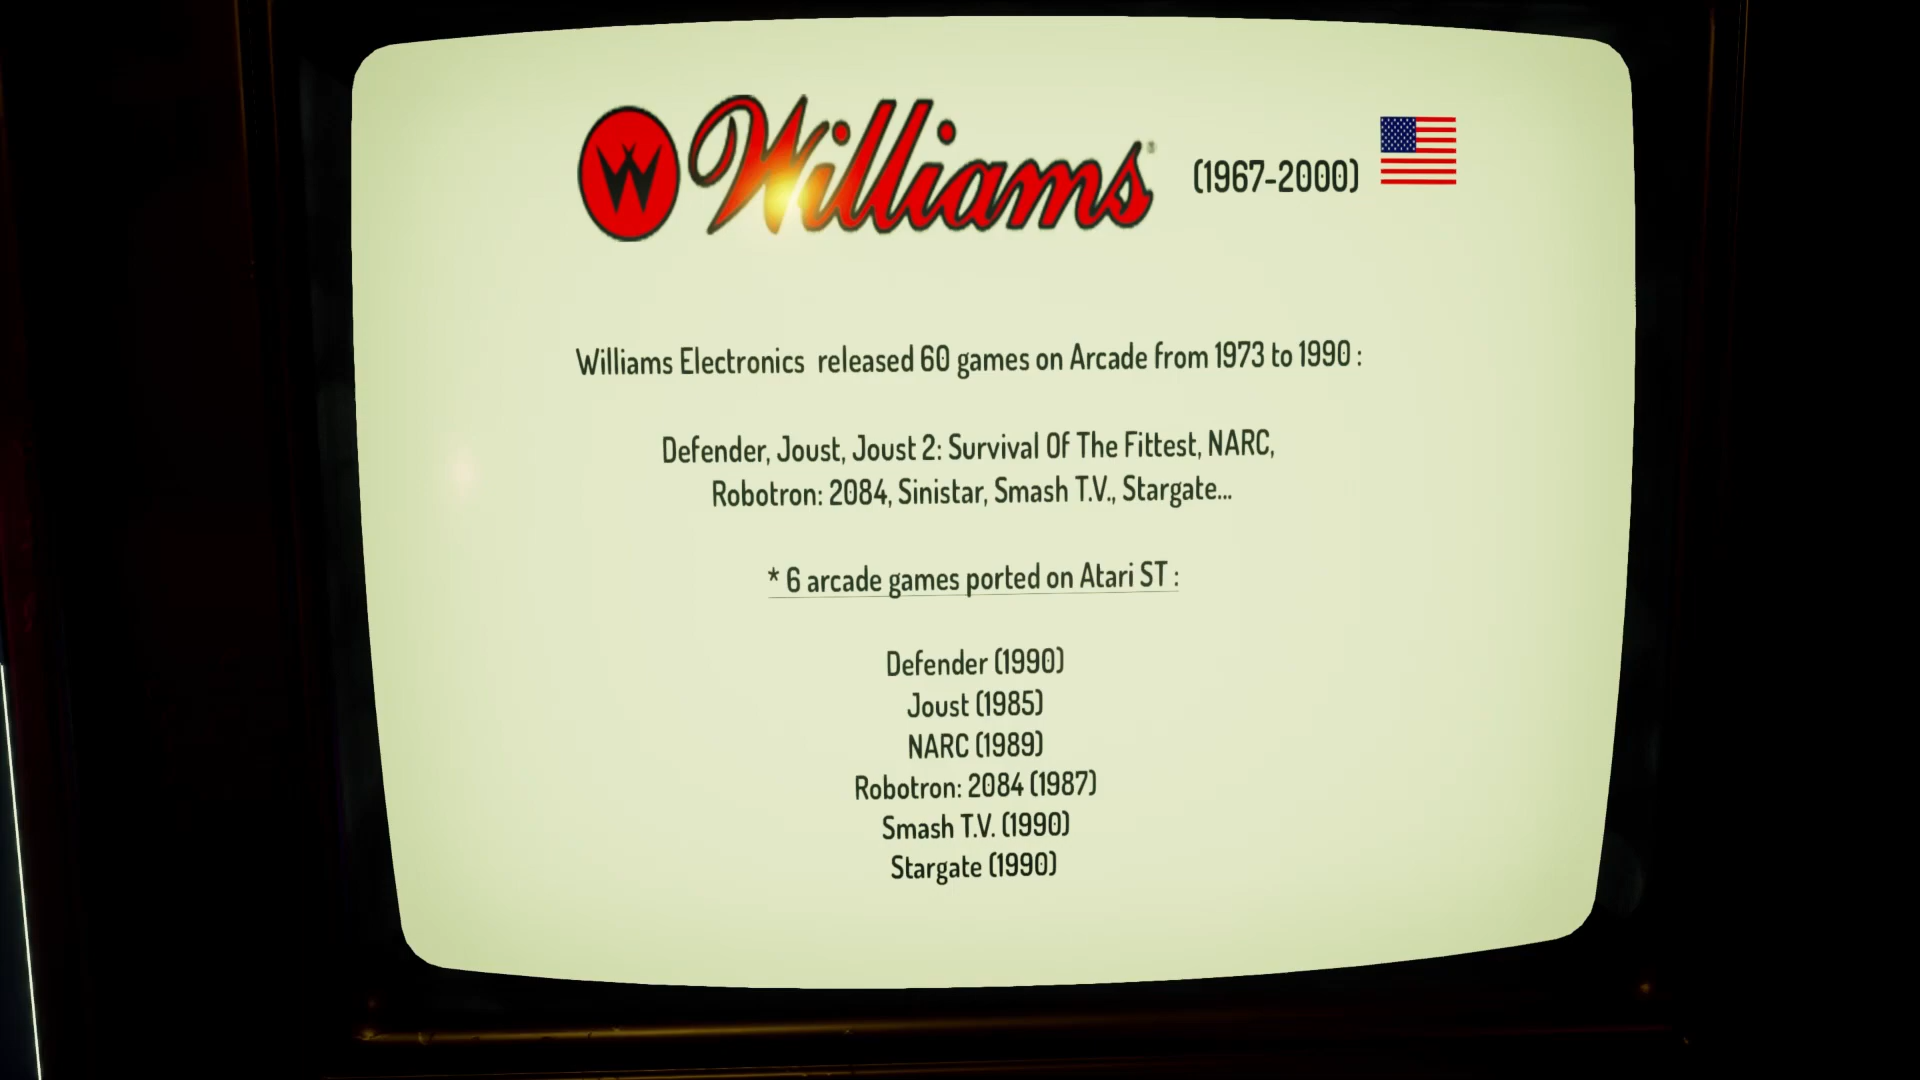 W Williams® (1967-2000)
Williams Electronics released 60 games on Arcade from 1973 to 1990 :
Defender, Joust, Joust 2: Survival Of The Fittest, NARC,
Robotron: 2084, Sinistar, Smash T.V., Stargate...
* 6 arcade games ported on Atari ST :
Defender (1990)
Joust (1985)
NARC (1989)
Robotron: 2084 (1987)
Smash T.V. (1990)
Stargate (1990)